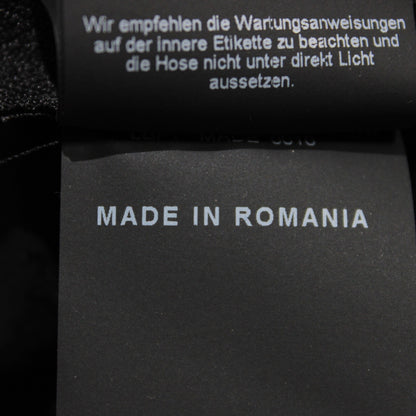 Wir empfehlen die Wartungsanweisungen
auf der innere Etikette zu beachten und
die Hose nicht unter direkt Licht
aussetzen.
MADE IN ROMANIA